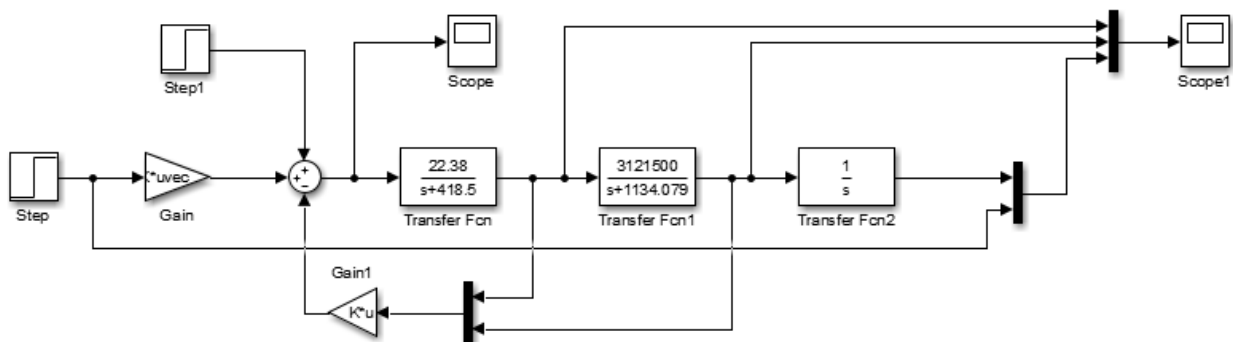 Step1
Scope
Scope1
Step
*uvec
Gain
+
+
−
22.38
s+418.5
Transfer Fcn
3121500
s+1134.079
Transfer Fcn1
1
s
Transfer Fcn2
Gain1
K*u